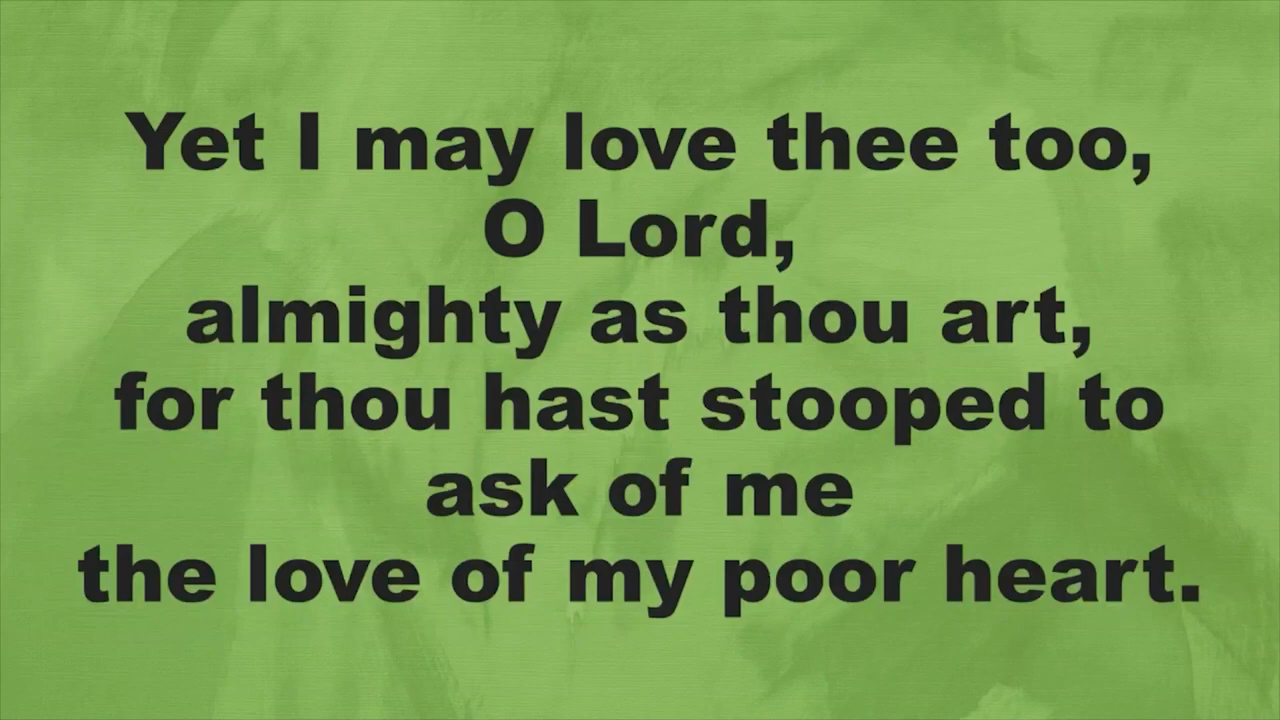 Yet I may love thee too,
O Lord,
almighty as thou art,
for thou hast stooped to
ask of me
the love of my poor heart.